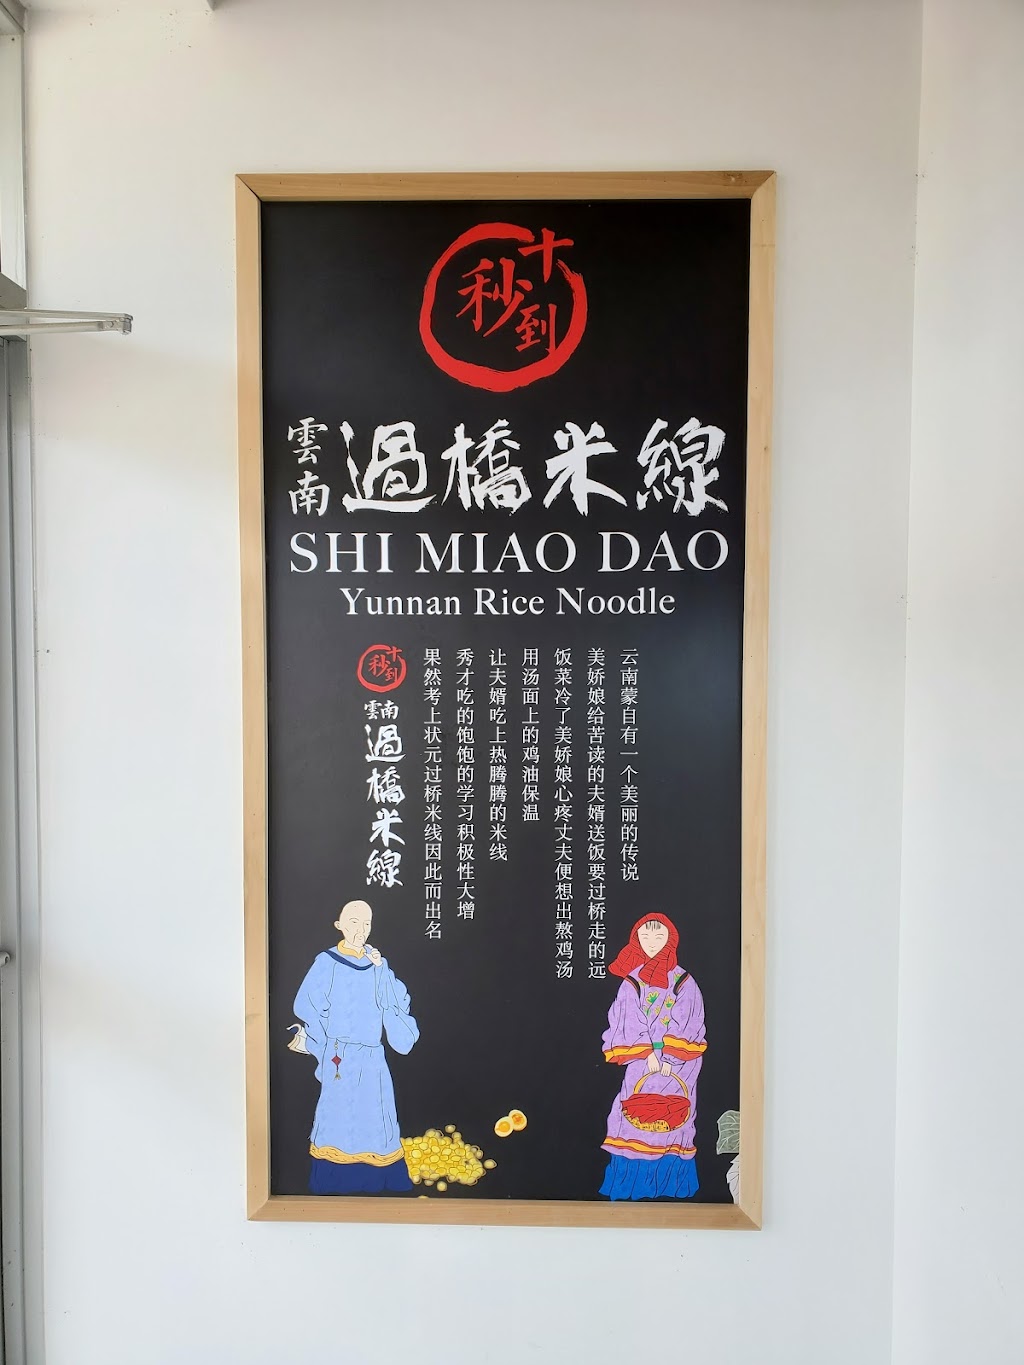 十秒到
雲南
過橋米線
SHI MIAO DAO
Yunnan Rice Noodle
云南蒙自有一个美丽的传说
美娇娘给苦读的夫婿送饭要过桥走的远
饭菜冷了美娇娘心疼丈夫便想出熬鸡汤
用汤面上的鸡油保温
让夫婿吃上热腾腾的米线
秀才吃的饱饱的学习积极性大增
果然考上状元过桥米线因此而出名
十秒到
雲南
過橋米線